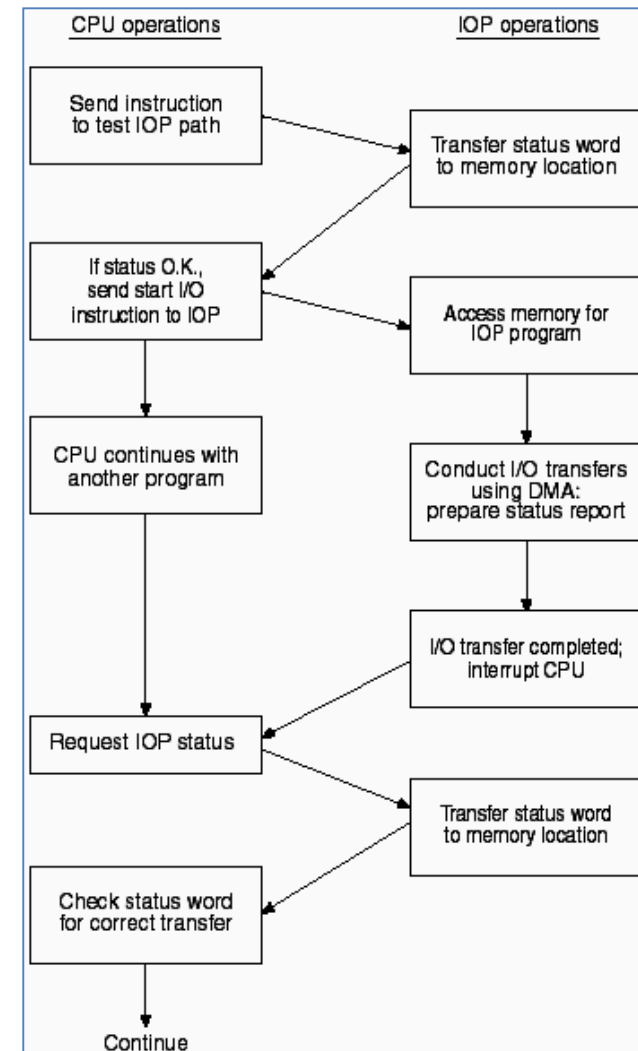 CPU operations
IOP operations
Send instruction
to test IOP path
Transfer status word
to memory location
If status O.K.,
send start I/O
instruction to IOP
Access memory for
IOP program
CPU continues with
another program
Conduct I/O transfers
using DMA:
prepare status report
I/O transfer completed;
interrupt CPU
Request IOP status
Transfer status word
to memory location
Check status word
for correct transfer
Continue